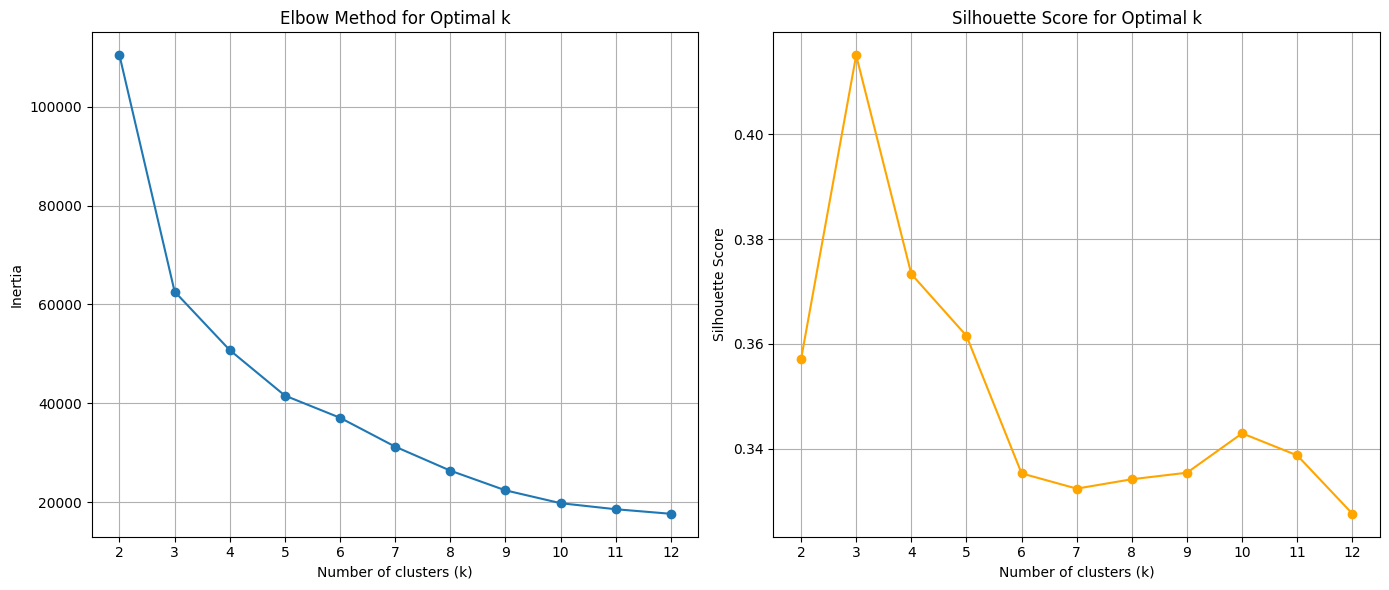 Elbow Method for Optimal k
Inertia
100000
80000
60000
40000
20000
2 3 4 5 6 7 8 9 10 11 12
Number of clusters (k)
Silhouette Score for Optimal k
Silhouette Score
0.40
0.38
0.36
0.34
2 3 4 5 6 7 8 9 10 11 12
Number of clusters (k)